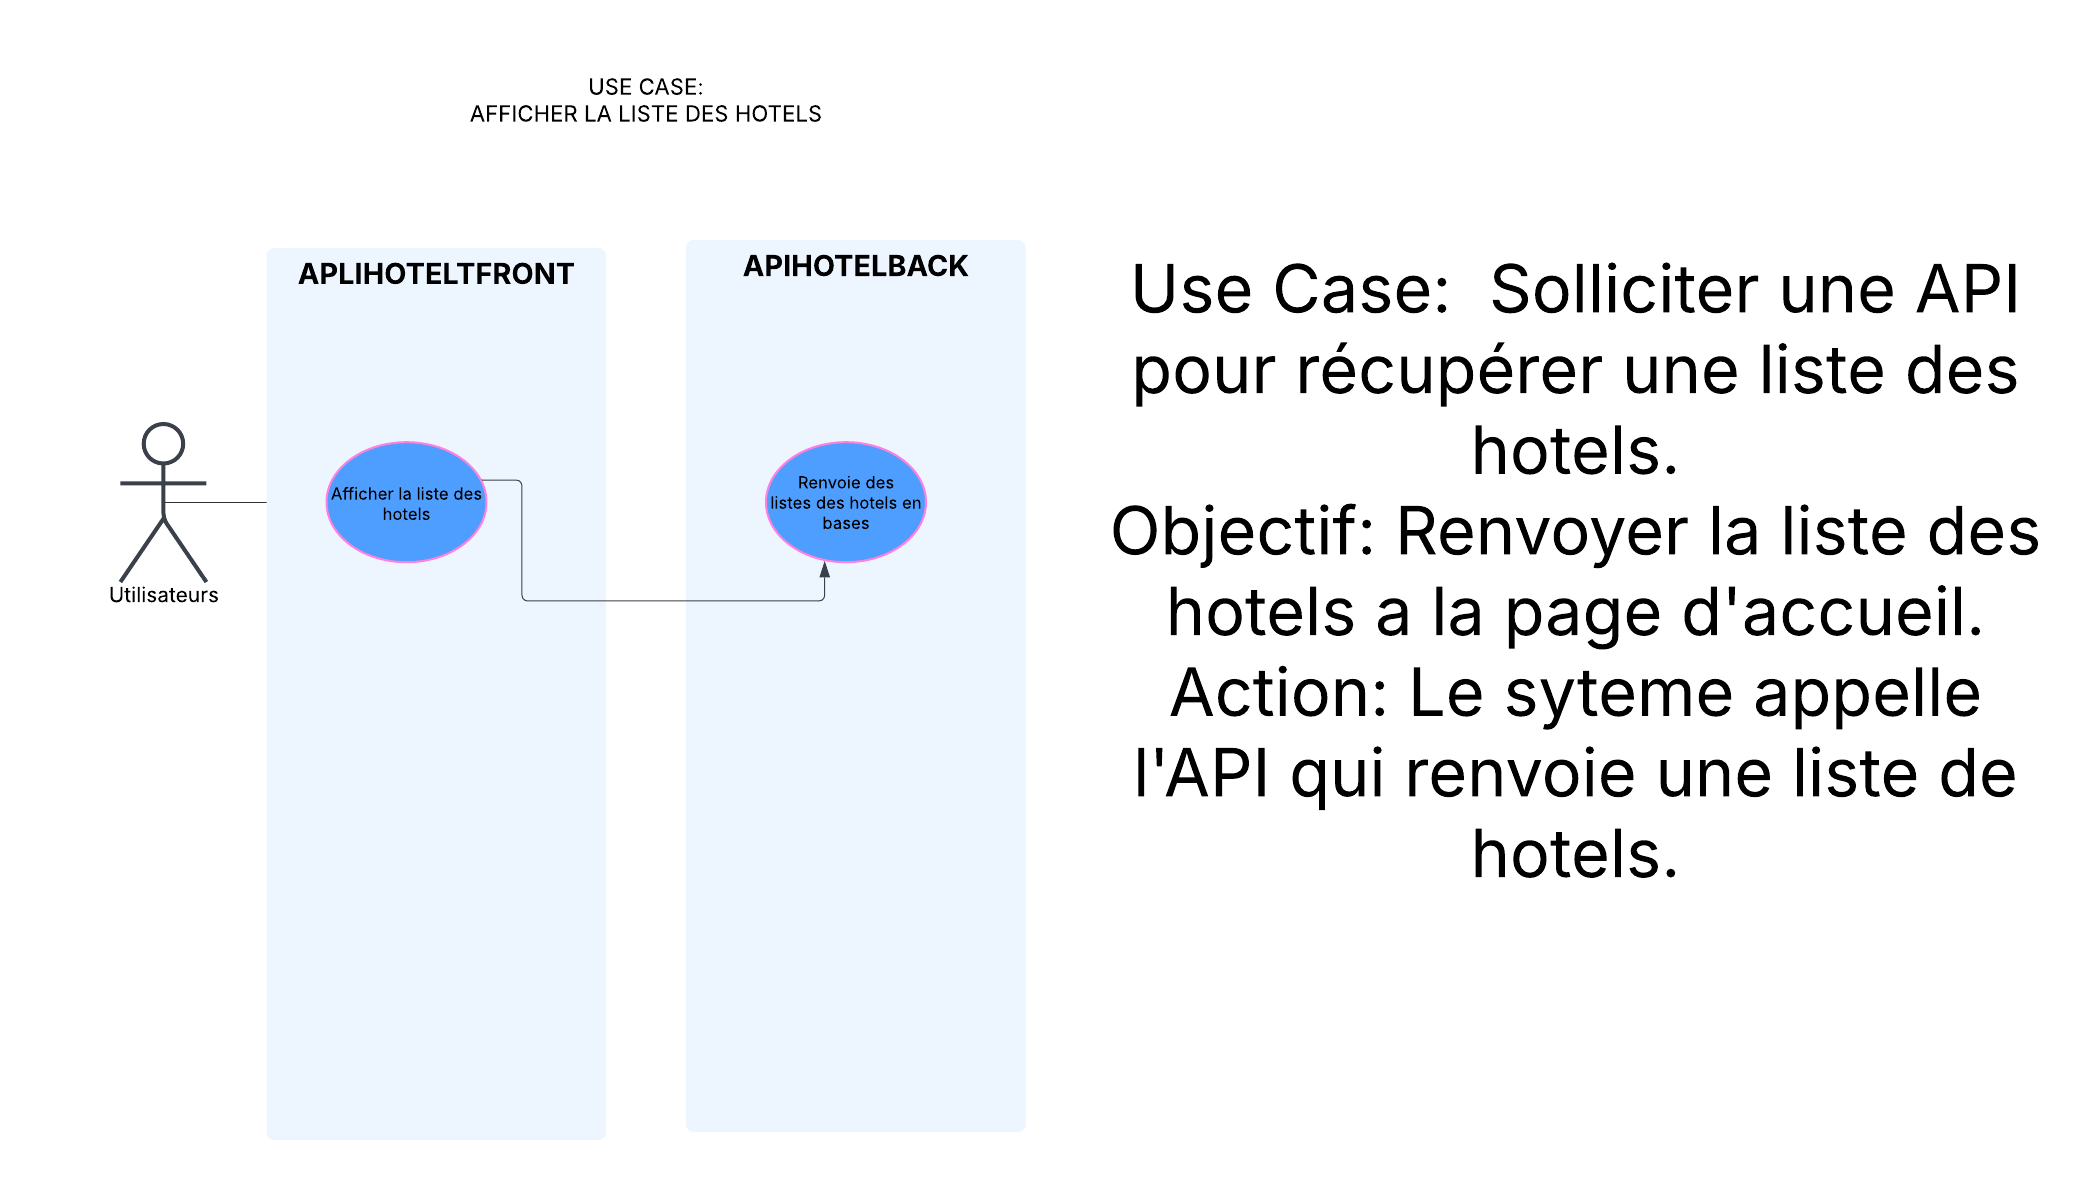 USE CASE:
AFFICHER LA LISTE DES HOTELS
APLIHOTELTFRONT
APIHOTELBACK
Utilisateurs
Afficher la liste des
hotels
Renvoie des
listes des hotels en
bases
Use Case:  Solliciter une API
pour récupérer une liste des
hotels.
Objectif: Renvoyer la liste des
hotels a la page d'accueil.
Action: Le syteme appelle
l'API qui renvoie une liste de
hotels.